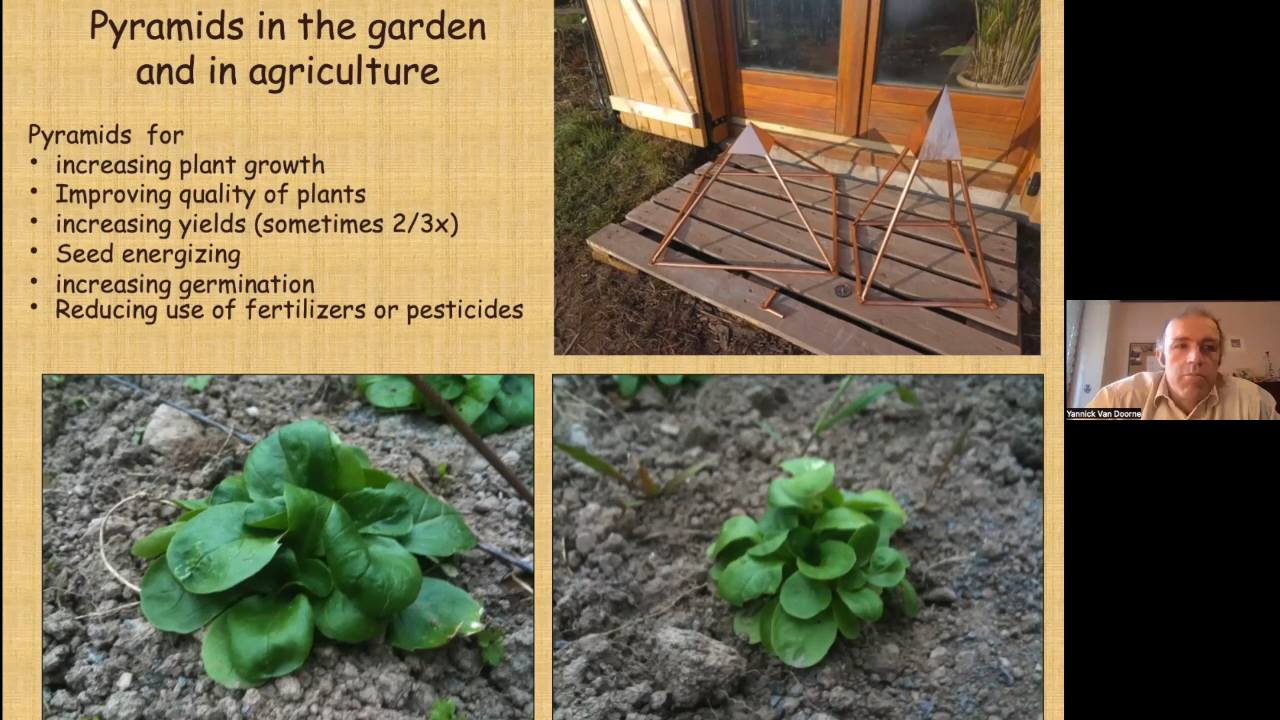 Pyramids in the garden
and in agriculture
Pyramids for
• increasing plant growth
• Improving quality of plants
• increasing yields (sometimes 2/3x)
• Seed energizing
• increasing germination
• Reducing use of fertilizers or pesticides
Yannick Van Doorne